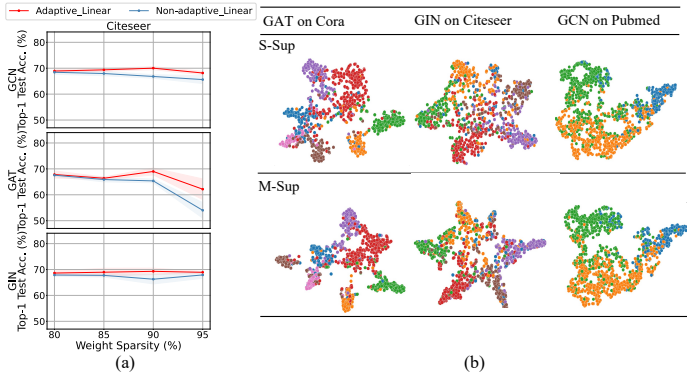 Adaptive_Linear
Non-adaptive_Linear
Citeseer
GCN
Top-1 Test Acc. (%)
80
70
60
50
GAT
Top-1 Test Acc. (%)
80
70
60
50
GIN
Top-1 Test Acc. (%)
80
70
60
50
80 85 90 95
Weight Sparsity (%)
(a)
GAT on Cora GIN on Citeseer GCN on Pubmed
S-Sup
M-Sup
(b)